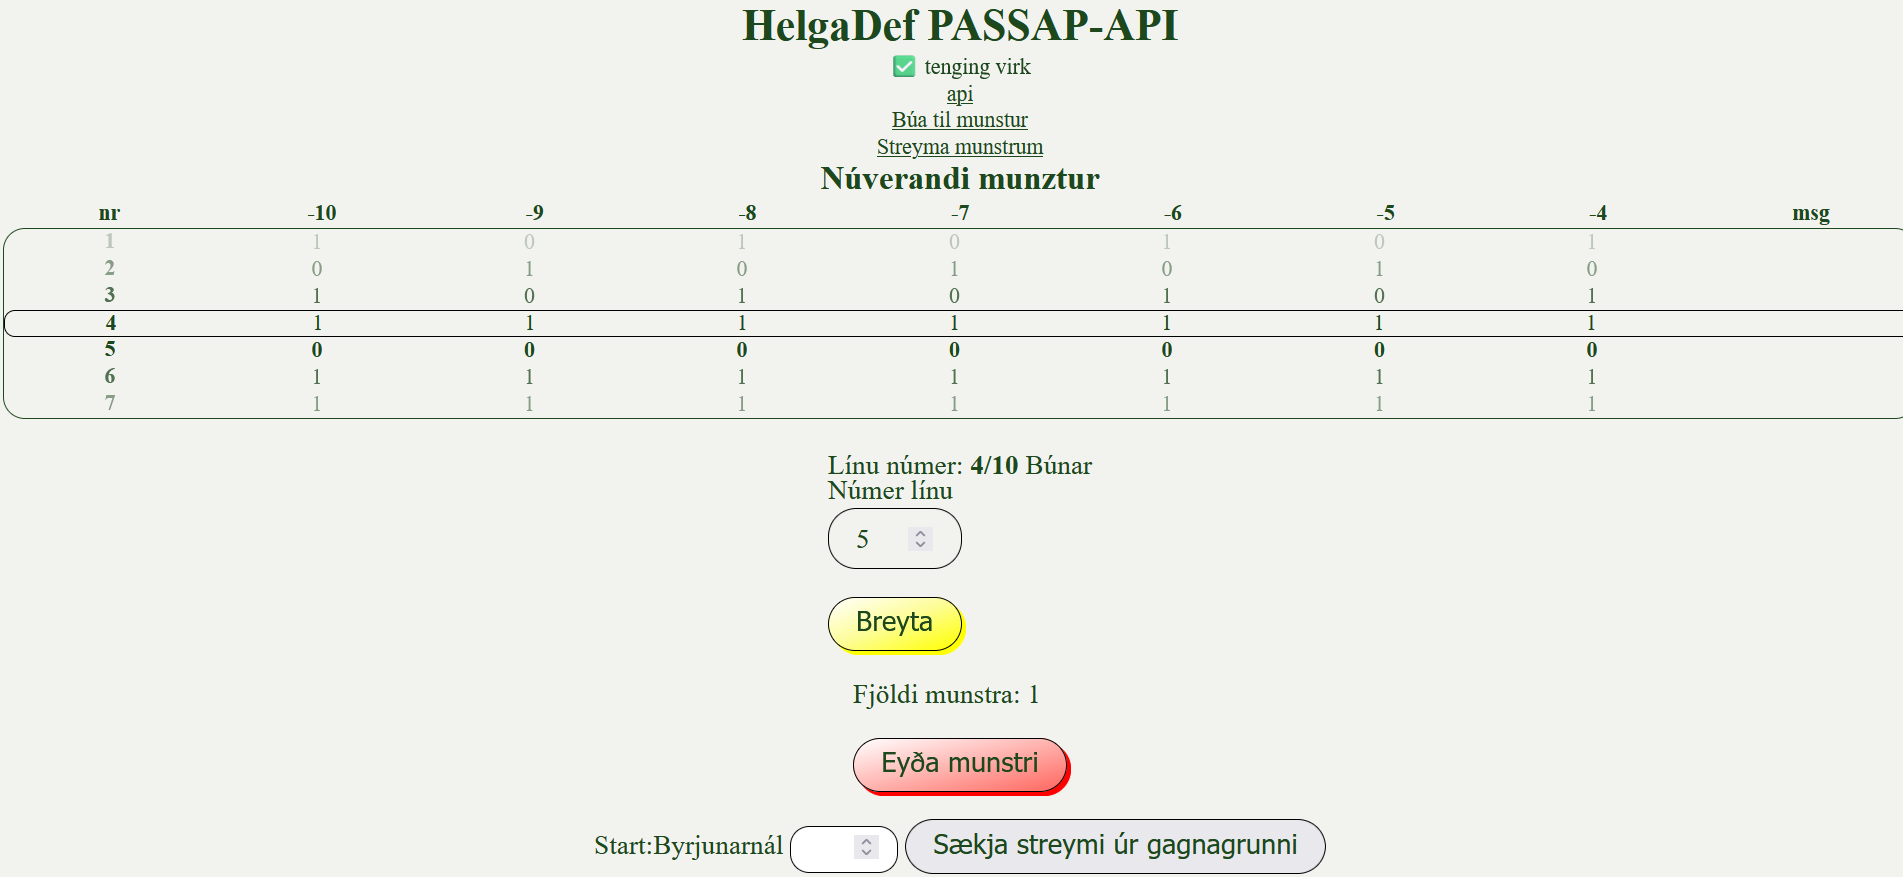 HelgaDef PASSAP-API
✅ tenging virk
api
Búa til munstur
Streyma munstrum
Núverandi munztur
nr -10 -9 -8 -7 -6 -5 -4 msg
1 1 0 1 0 1 0 1
2 0 1 0 1 0 1 0
3 1 0 1 0 1 0 1
4 1 1 1 1 1 1 1
5 0 0 0 0 0 0 0
6 1 1 1 1 1 1 1
7 1 1 1 1 1 1 1
Línu númer: 4/10 Búnar
Númer línu
5
Breyta
Fjöldi munstra: 1
Eyða munstri
Start:Byrjunarnál Sækja streymi úr gagnagrunni